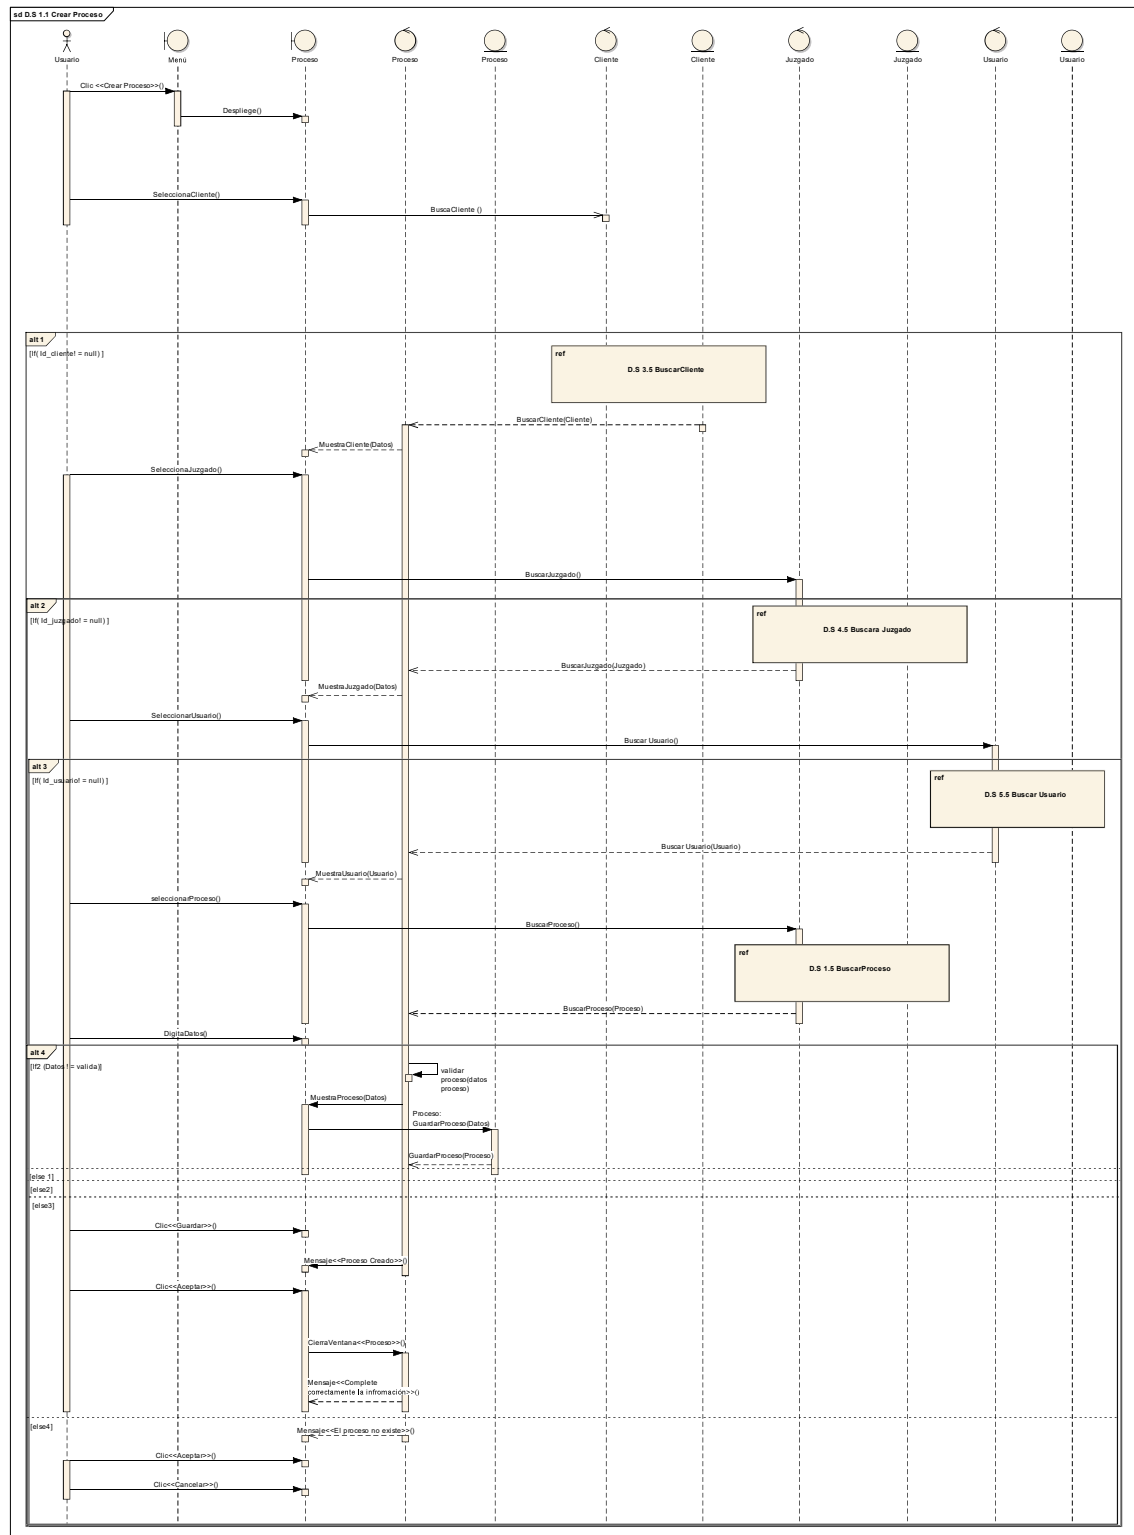 sd D.S 1.1 Crear Proceso
Usuario
Menú
Proceso
Proceso
Proceso
Cliente
Cliente
Juzgado
Juzgado
Usuario
Usuario
Clic <<Crear Proceso>>()
Despliege()
SeleccionaCliente()
BuscaCliente ()
alt 1
[If( Id_cliente! = null) ]
ref
D.S 3.5 BuscarCliente
BuscarCliente(Cliente)
MuestraCliente(Datos)
SeleccionaJuzgado()
BuscarJuzgado()
alt 2
[If( Id_juzgado! = null) ]
ref
D.S 4.5 Buscara Juzgado
BuscarJuzgado(Juzgado)
MuestraJuzgado(Datos)
SeleccionarUsuario()
Buscar Usuario()
alt 3
[If( Id_usuario! = null) ]
ref
D.S 5.5 Buscar Usuario
Buscar Usuario(Usuario)
MuestraUsuario(Usuario)
seleccionarProceso()
BuscarProceso()
ref
D.S 1.5 BuscarProceso
BuscarProceso(Proceso)
DigitaDatos()
alt 4
[If2 (Datos ! = valida)]
validar
proceso(datos
proceso)
MuestraProceso(Datos)
Proceso:
GuardarProceso(Datos)
GuardarProceso(Proceso)
[else 1]
[else2]
[else3]
Clic<<Guardar>>()
Mensaje<<Proceso Creado>>()
Clic<<Aceptar>>()
CierraVentana<<Proceso>>()
Mensaje<<Complete
correctamente la infromación>>()
[else4]
Mensaje<<El proceso no existe>>()
Clic<<Aceptar>>()
Clic<<Cancelar>>()